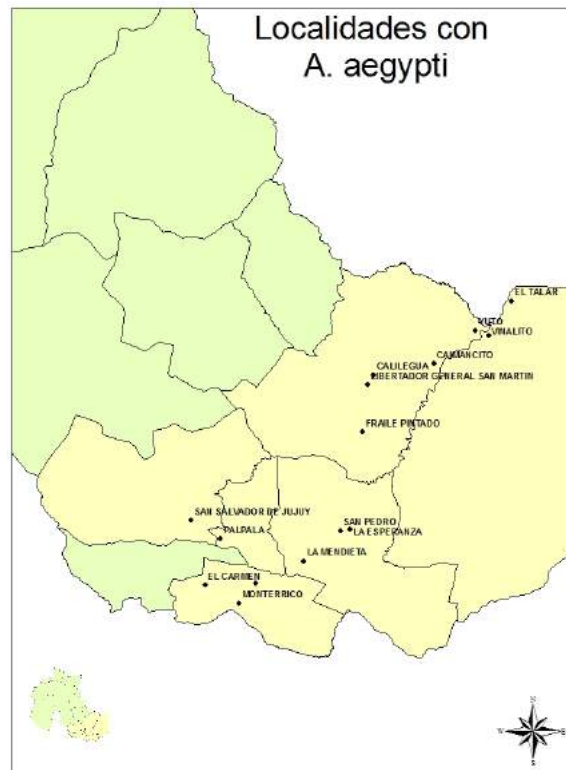 Localidades con
A. aegypti
EL TALAR
YUTO
VINALITO
CAIMANCITO
CALILEGUA
LIBERTADOR GENERAL SAN MARTIN
FRAILE PINTADO
SAN SALVADOR DE JUJUY
SAN PEDRO
LA ESPERANZA
PALPALA
LA MENDIETA
EL CARMEN
MONTERRICO
N
W
E
S